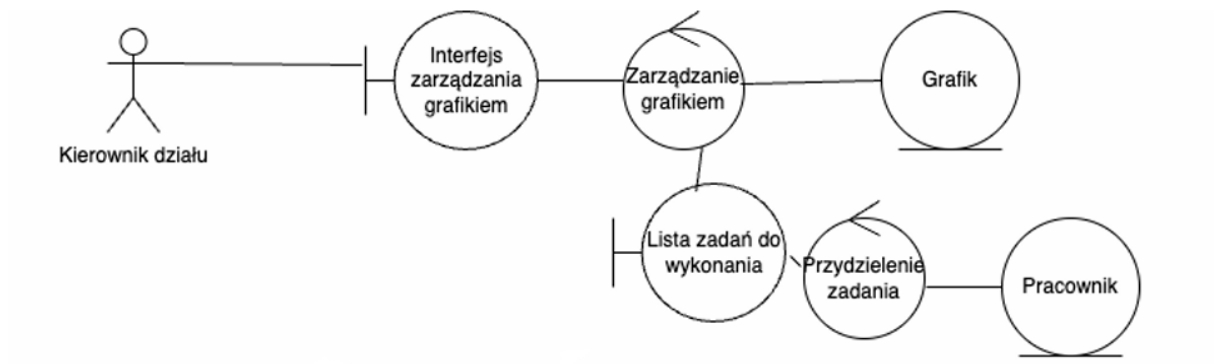 Interfejs
zarządzania
grafikiem
Zarządzanie
grafikiem
Grafik
Kierownik działu
Lista zadań do
wykonania
Przydzielenie
zadania
Pracownik